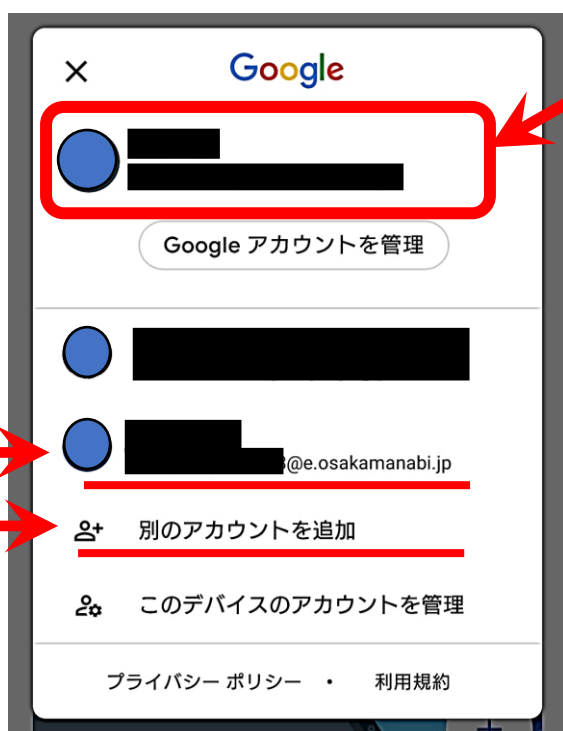 Google
Google アカウントを管理
@e.osakamanabi.jp
別のアカウントを追加
このデバイスのアカウントを管理
プライバシー ポリシー ・ 利用規約